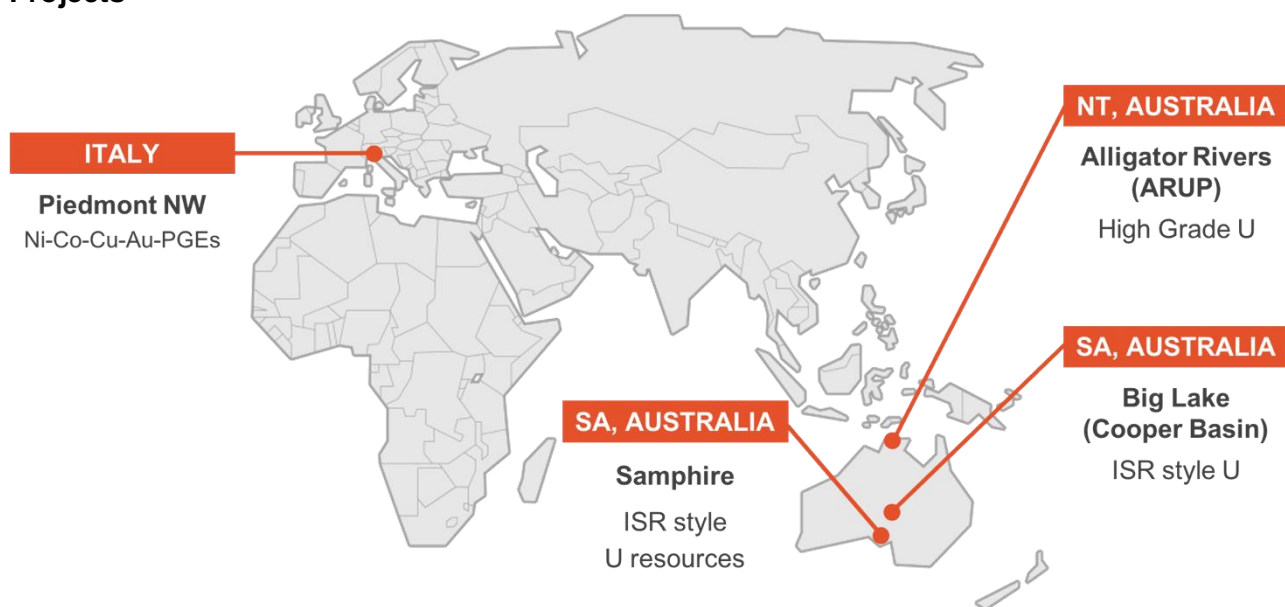 Projects
ITALY
Piedmont NW
Ni-Co-Cu-Au-PGEs
NT, AUSTRALIA
Alligator Rivers
(ARUP)
High Grade U
SA, AUSTRALIA
Big Lake
(Cooper Basin)
ISR style U
SA, AUSTRALIA
Samphire
ISR style
U resources